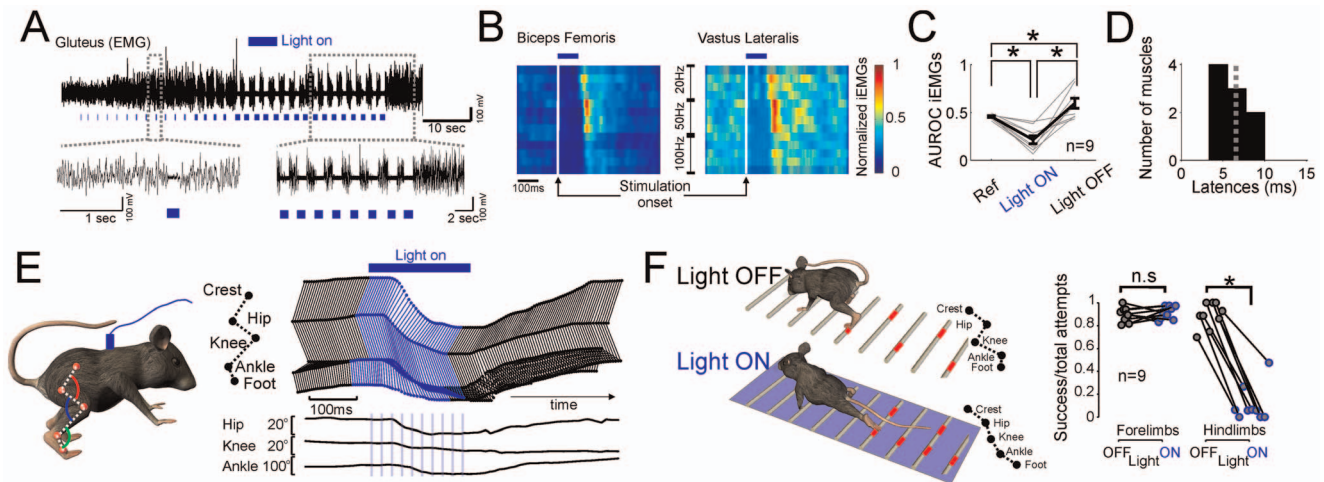 A
Gluteus (EMG)
Light on
100 mV
10 sec
1 sec
100 mV
2 sec
100 mV
B
Biceps Femoris
Vastus Lateralis
20Hz
50Hz
100Hz
100ms
Stimulation
onset
Normalized iEMGs
1
0
C
AUROC iEMGs
1
0.5
0
* * *
n=9
Ref
Light ON
Light OFF
D
Number of muscles
4
2
0
0 5 10 15
Latences (ms)
E
Crest
Hip
Knee
Ankle
Foot
Light on
100ms
time
Hip 20°
Knee 20°
Ankle 100°
F
Light OFF
Crest
Hip
Knee
Ankle
Foot
Light ON
Crest
Hip
Knee
Ankle
Foot
Success/total attempts
1
0.8
0.6
0.4
0.2
0
n.s
*
n=9
Forelimbs Hindlimbs
OFF Light ON OFF Light ON